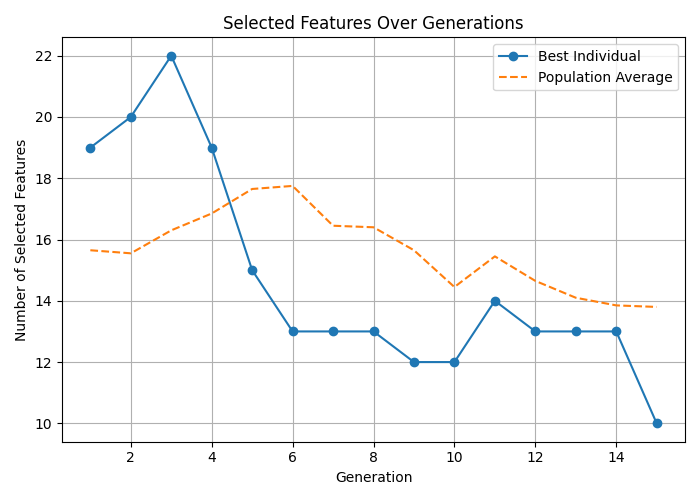 Selected Features Over Generations
Best Individual
Population Average
Number of Selected Features
22
20
18
16
14
12
10
2 4 6 8 10 12 14
Generation